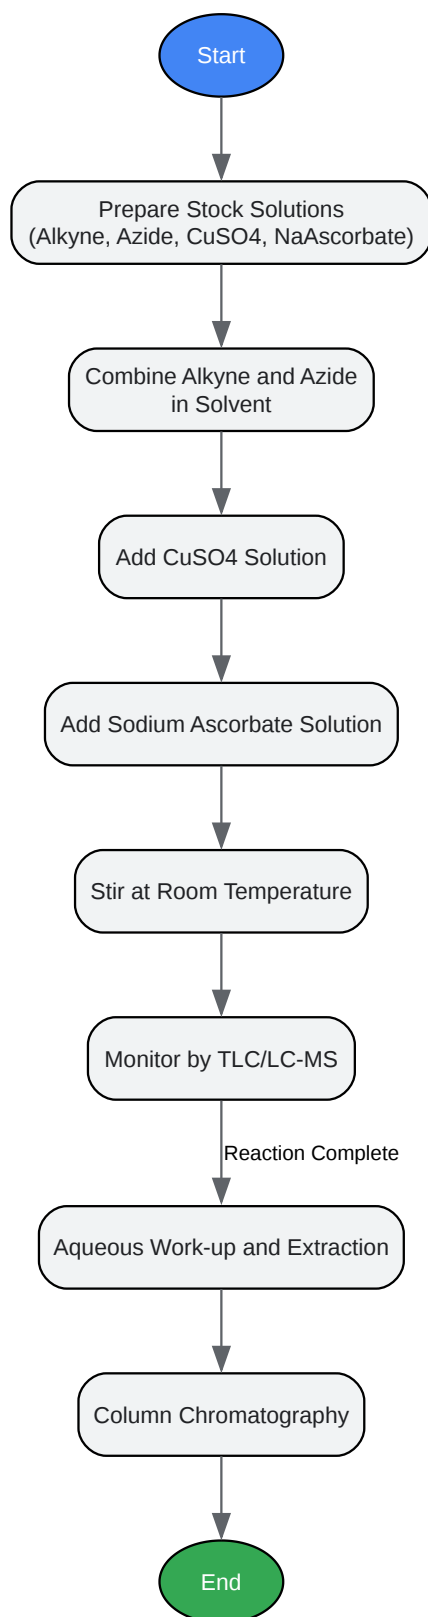 Start
Prepare Stock Solutions
(Alkyne, Azide, CuSO4, NaAscorbate)
Combine Alkyne and Azide
in Solvent
Add CuSO4 Solution
Add Sodium Ascorbate Solution
Stir at Room Temperature
Monitor by TLC/LC-MS
Reaction Complete
Aqueous Work-up and Extraction
Column Chromatography
End